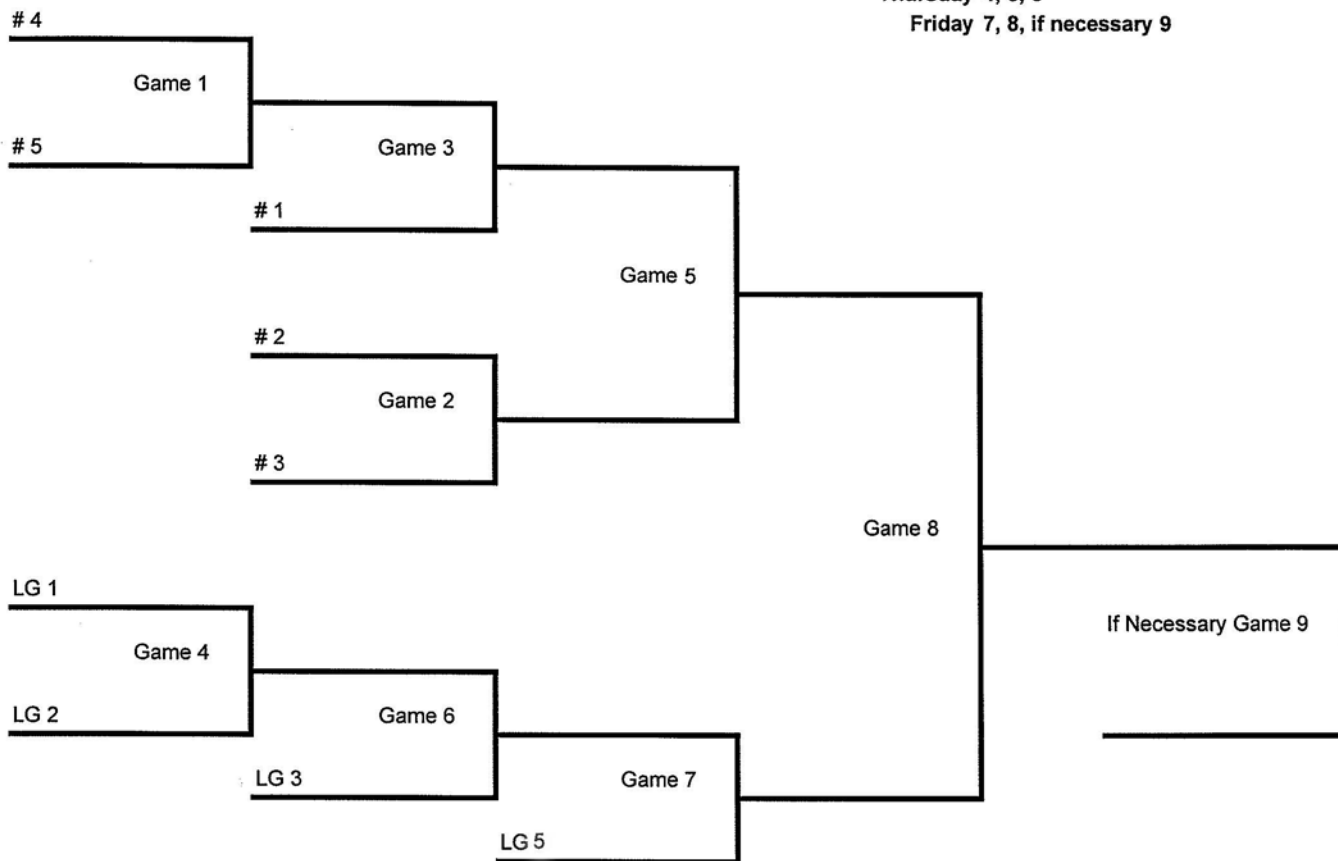 Friday 7, 8, if necessary 9
# 4
Game 1
# 5
Game 3
# 1
Game 5
# 2
Game 2
# 3
Game 8
LG 1
If Necessary Game 9
Game 4
LG 2
Game 6
LG 3
Game 7
LG 5